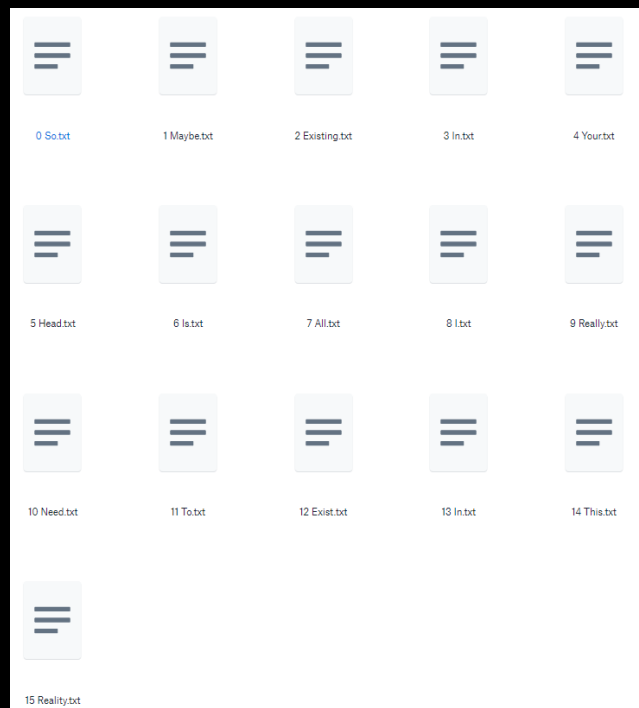 0 So.txt 1 Maybe.txt 2 Existing.txt 3 In.txt 4 Your.txt
5 Head.txt 6 Is.txt 7 All.txt 8 I.txt 9 Really.txt
10 Need.txt 11 To.txt 12 Exist.txt 13 In.txt 14 This.txt
15 Reality.txt